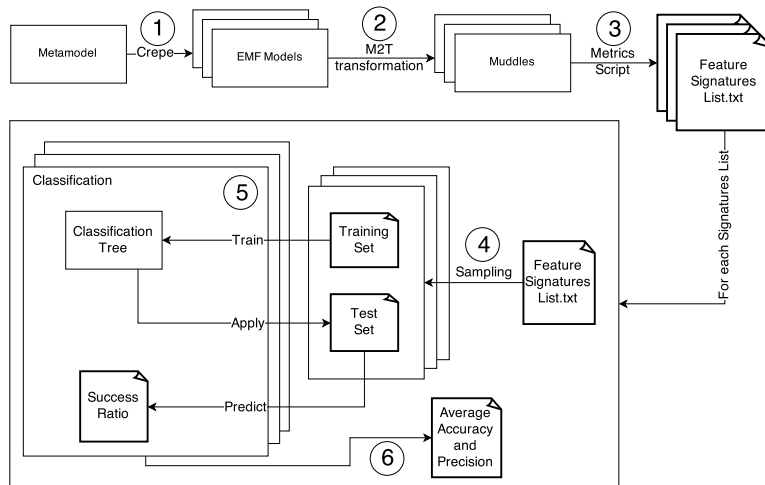 1
2
3
Metamodel
Crepe
EMF Models
M2T
transformation
Muddles
Metrics
Script
Feature
Signatures
List.txt
For each Signatures List
Classification
5
Classification
Tree
Train
Training
Set
4
Sampling
Feature
Signatures
List.txt
Apply
Test
Set
Success
Ratio
Predict
Average
Accuracy
and
Precision
6